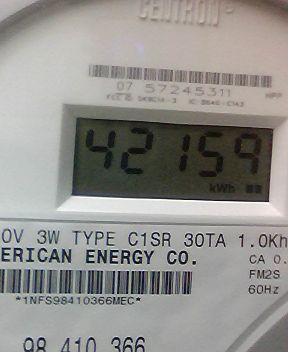 CENTRON®
07 57245311
42159
kWh
0V 3W TYPE C1SR 30TA 1.0Kh
ERICAN ENERGY CO.
CA 0.
FM2S
60Hz
*1NFS98410366MEC*
98 410 366